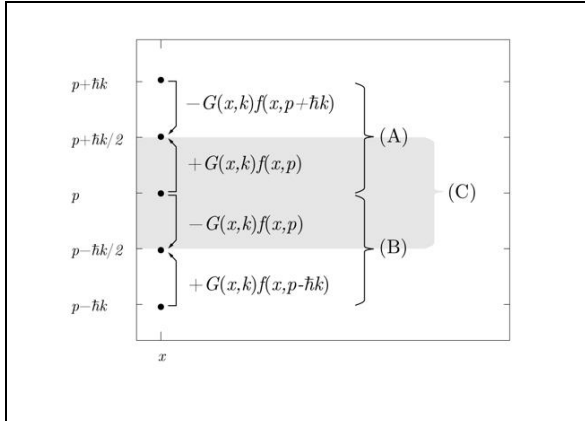 p+ħk
−G(x,k)f(x,p+ħk)
p+ħk/2
(A)
+G(x,k)f(x,p)
p
(C)
−G(x,k)f(x,p)
p−ħk/2
(B)
+G(x,k)f(x,p-ħk)
p−ħk
x